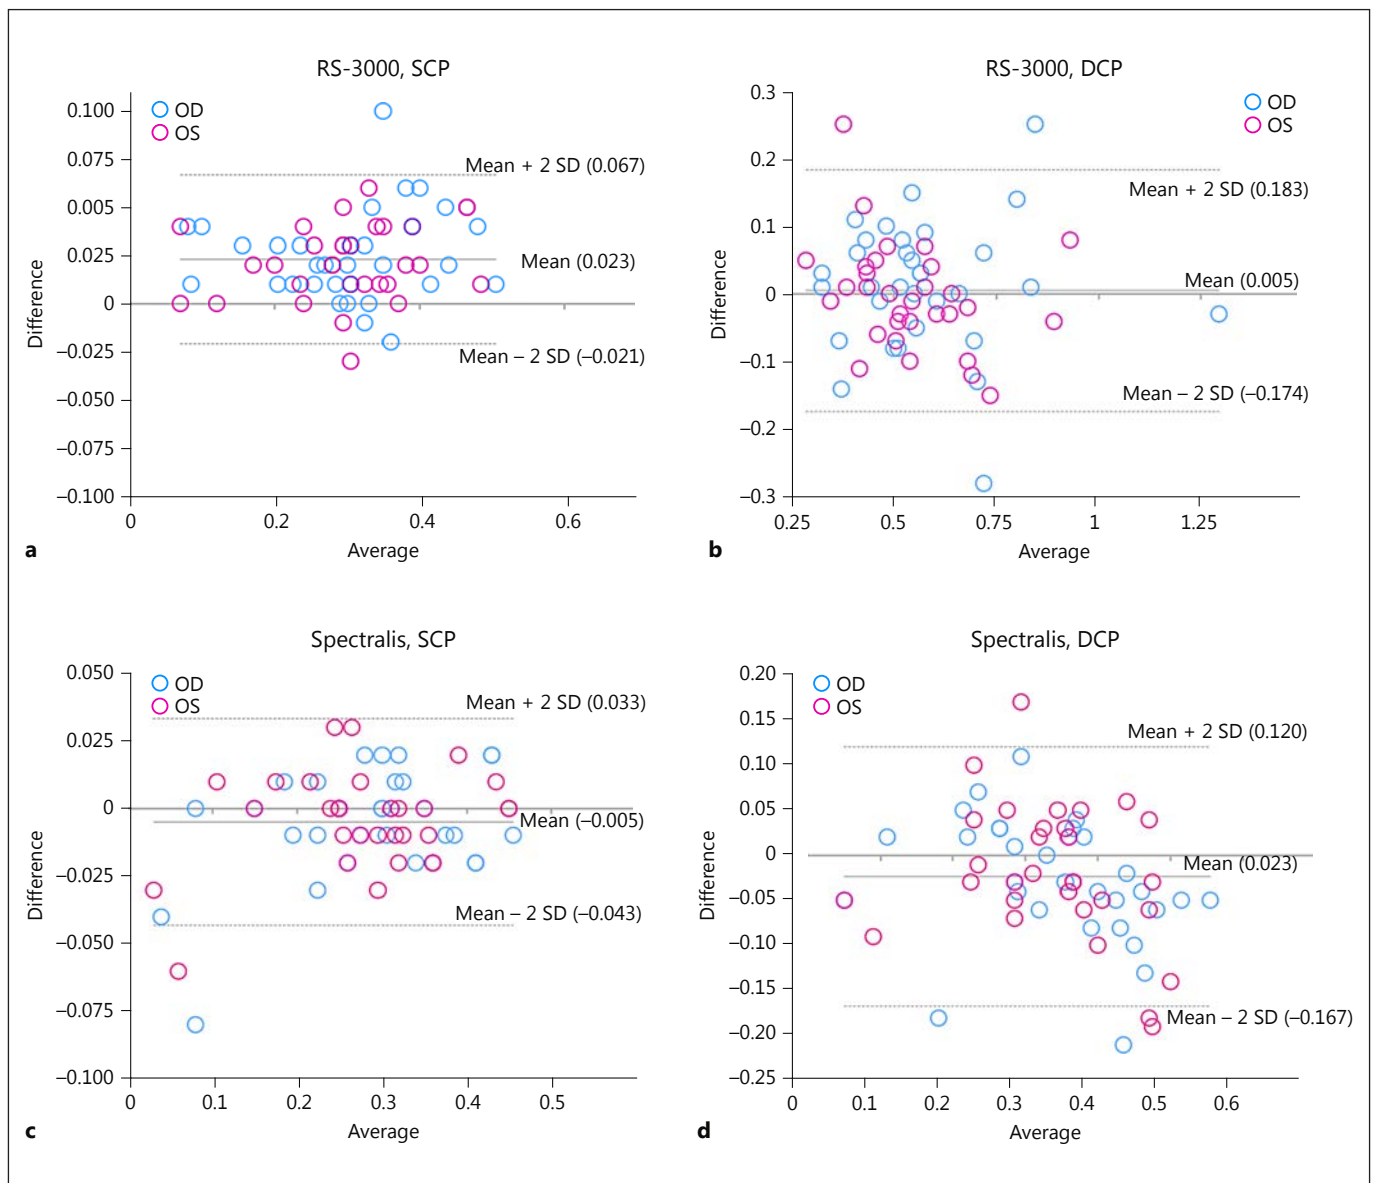 RS-3000, SCP
OD
OS
0.100
0.075
0.005
0.025
0
–0.025
–0.050
–0.075
–0.100
Difference
Mean + 2 SD (0.067)
Mean (0.023)
Mean – 2 SD (–0.021)
0 0.2 0.4 0.6
Average
a
RS-3000, DCP
OD
OS
0.3
0.2
0.1
0
–0.1
–0.2
–0.3
Difference
Mean + 2 SD (0.183)
Mean (0.005)
Mean – 2 SD (–0.174)
0.25 0.5 0.75 1 1.25
Average
b
Spectralis, SCP
OD
OS
0.050
0.025
0
–0.025
–0.050
–0.075
–0.100
Difference
Mean + 2 SD (0.033)
Mean (–0.005)
Mean – 2 SD (–0.043)
0 0.1 0.2 0.3 0.4 0.5
Average
c
Spectralis, DCP
OD
OS
0.20
0.15
0.10
0.05
0
–0.05
–0.10
–0.15
–0.20
–0.25
Difference
Mean + 2 SD (0.120)
Mean (0.023)
Mean – 2 SD (–0.167)
0 0.1 0.2 0.3 0.4 0.5 0.6
Average
d